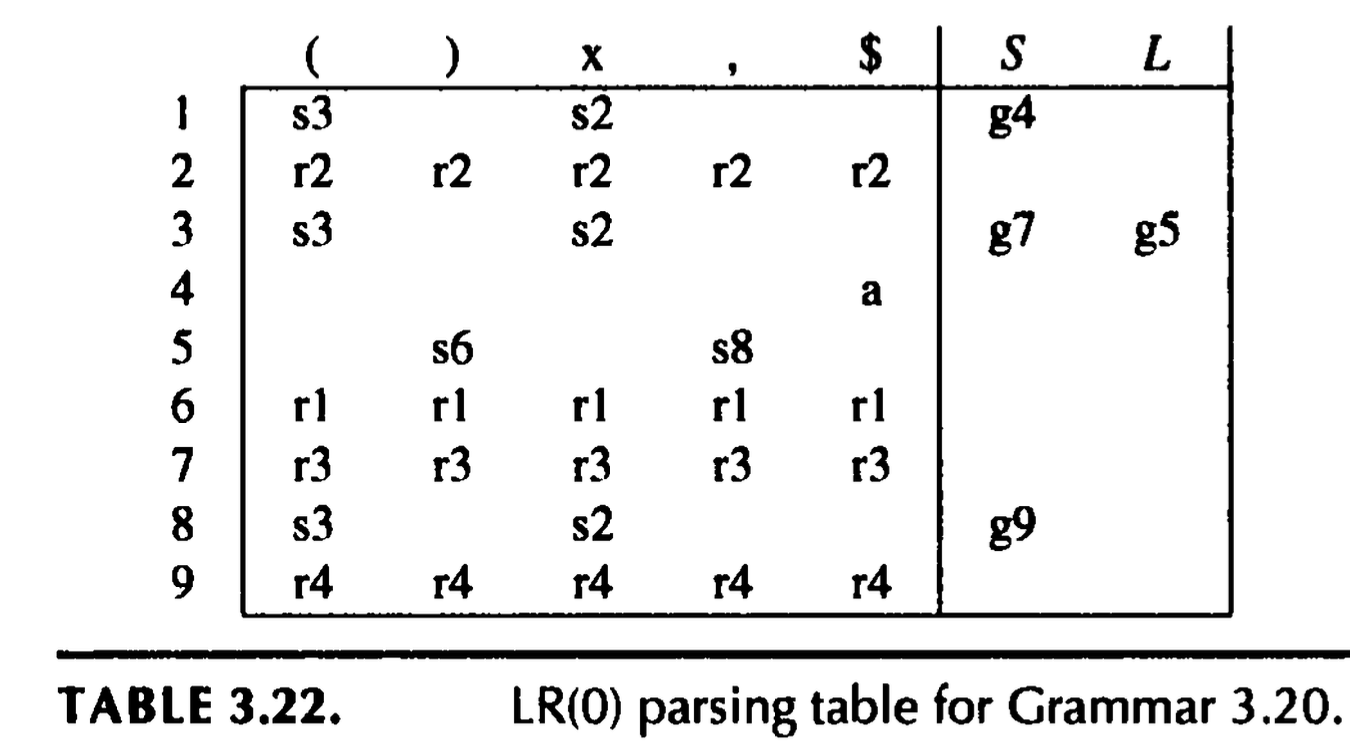 ( ) x , $ S L
1 s3 s2 g4
2 r2 r2 r2 r2 r2
3 s3 s2 g7 g5
4 a
5 s6 s8
6 r1 r1 r1 r1 r1
7 r3 r3 r3 r3 r3
8 s3 s2 g9
9 r4 r4 r4 r4 r4
TABLE 3.22. LR(0) parsing table for Grammar 3.20.